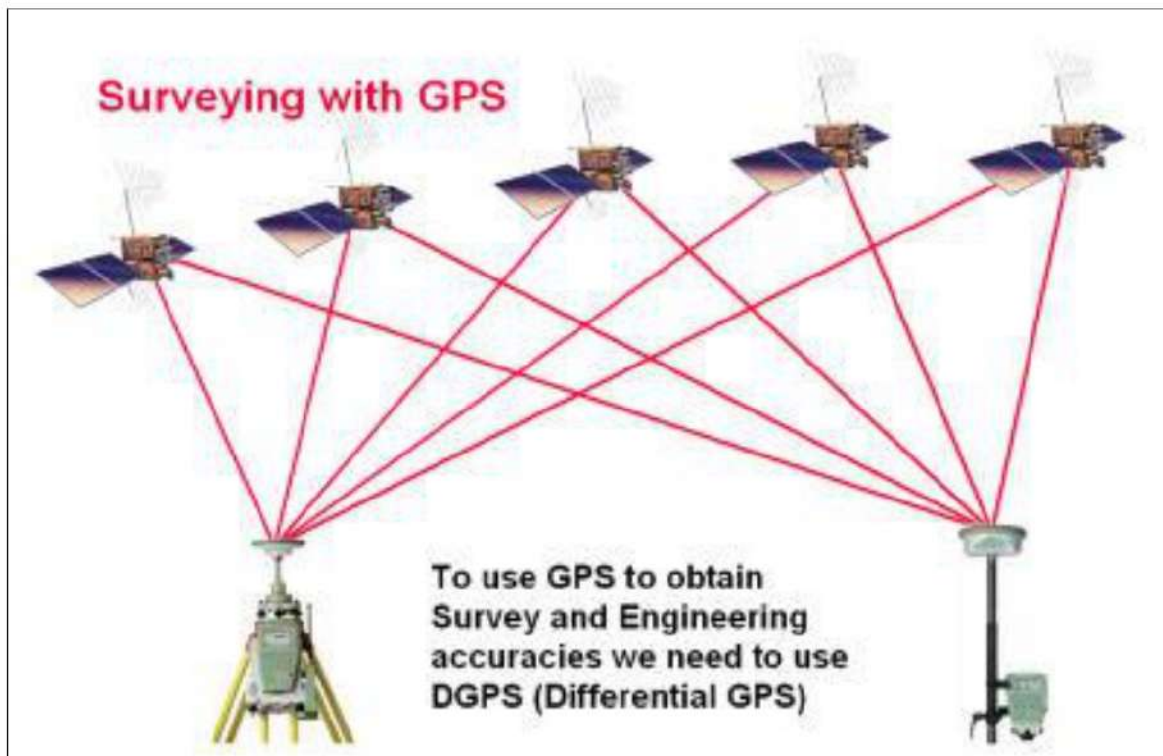 Surveying with GPS
To use GPS to obtain
Survey and Engineering
accuracies we need to use
DGPS (Differential GPS)